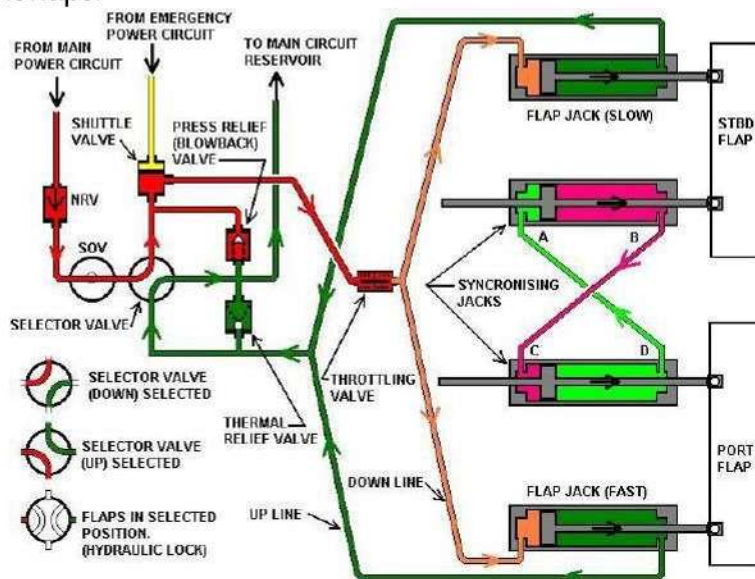 FROM EMERGENCY
POWER CIRCUIT
FROM MAIN
POWER CIRCUIT
TO MAIN CIRCUIT
RESERVOIR
SHUTTLE
VALVE
PRESS RELIEF
(BLOWBACK)
VALVE
NRV
SOV
SELECTOR VALVE
FLAP JACK (SLOW)
STBD
FLAP
A
B
SYNCRONISING
JACKS
C
D
SELECTOR VALVE
(DOWN) SELECTED
THROTTLING
VALVE
THERMAL
RELIEF VALVE
SELECTOR VALVE
(UP) SELECTED
PORT
FLAP
DOWN LINE
FLAP JACK (FAST)
UP LINE
FLAPS IN SELECTED
POSITION.
(HYDRAULIC LOCK)